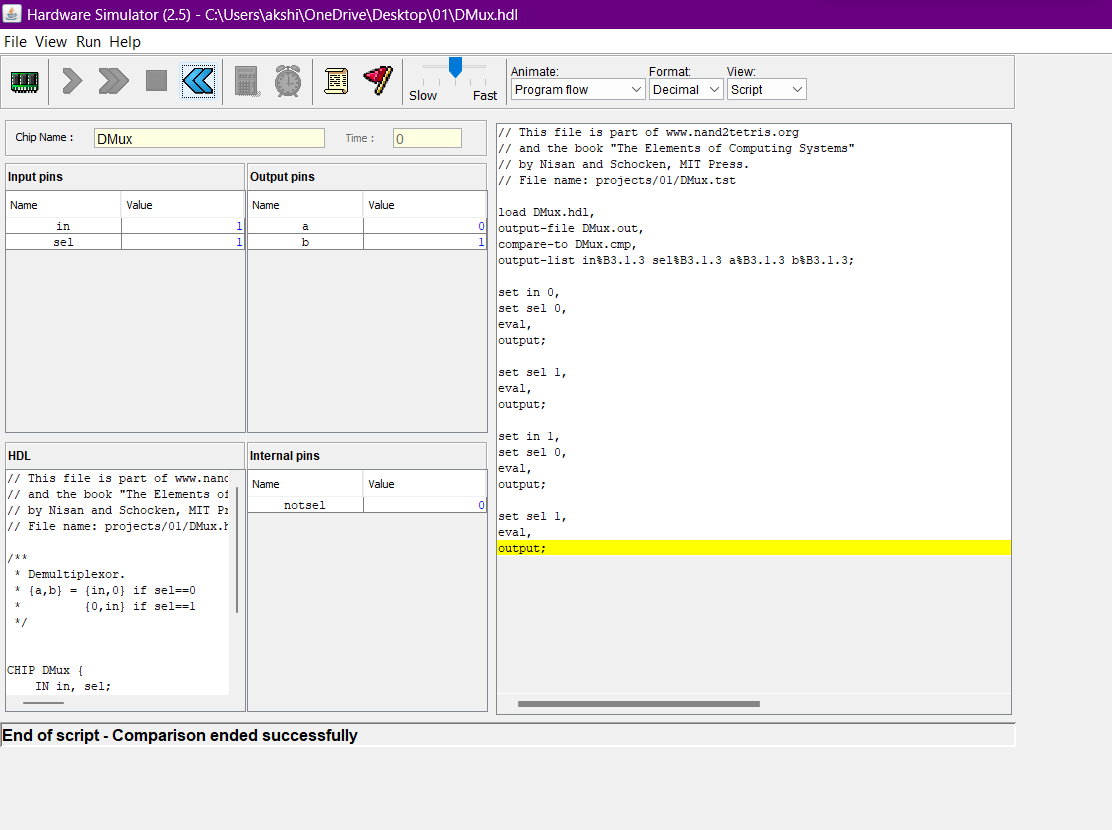 Hardware Simulator (2.5) - C:\Users\akshi\OneDrive\Desktop\01\DMux.hdl
File View Run Help
Slow Fast
Animate: Format: View:
Program flow Decimal Script
Chip Name : DMux Time : 0
Input pins
Name Value
in 1
sel 1
Output pins
Name Value
a 0
b 1
HDL
// This file is part of www.nand
// and the book "The Elements of
// by Nisan and Schocken, MIT Pr
// File name: projects/01/DMux.h
/**
* Demultiplexor.
* {a,b} = {in,0} if sel==0
* {0,in} if sel==1
*/
CHIP DMux {
IN in, sel;
Internal pins
Name Value
notsel 0
// This file is part of www.nand2tetris.org
// and the book "The Elements of Computing Systems"
// by Nisan and Schocken, MIT Press.
// File name: projects/01/DMux.tst
load DMux.hdl,
output-file DMux.out,
compare-to DMux.cmp,
output-list in%B3.1.3 sel%B3.1.3 a%B3.1.3 b%B3.1.3;
set in 0,
set sel 0,
eval,
output;
set sel 1,
eval,
output;
set in 1,
set sel 0,
eval,
output;
set sel 1,
eval,
output;
End of script - Comparison ended successfully